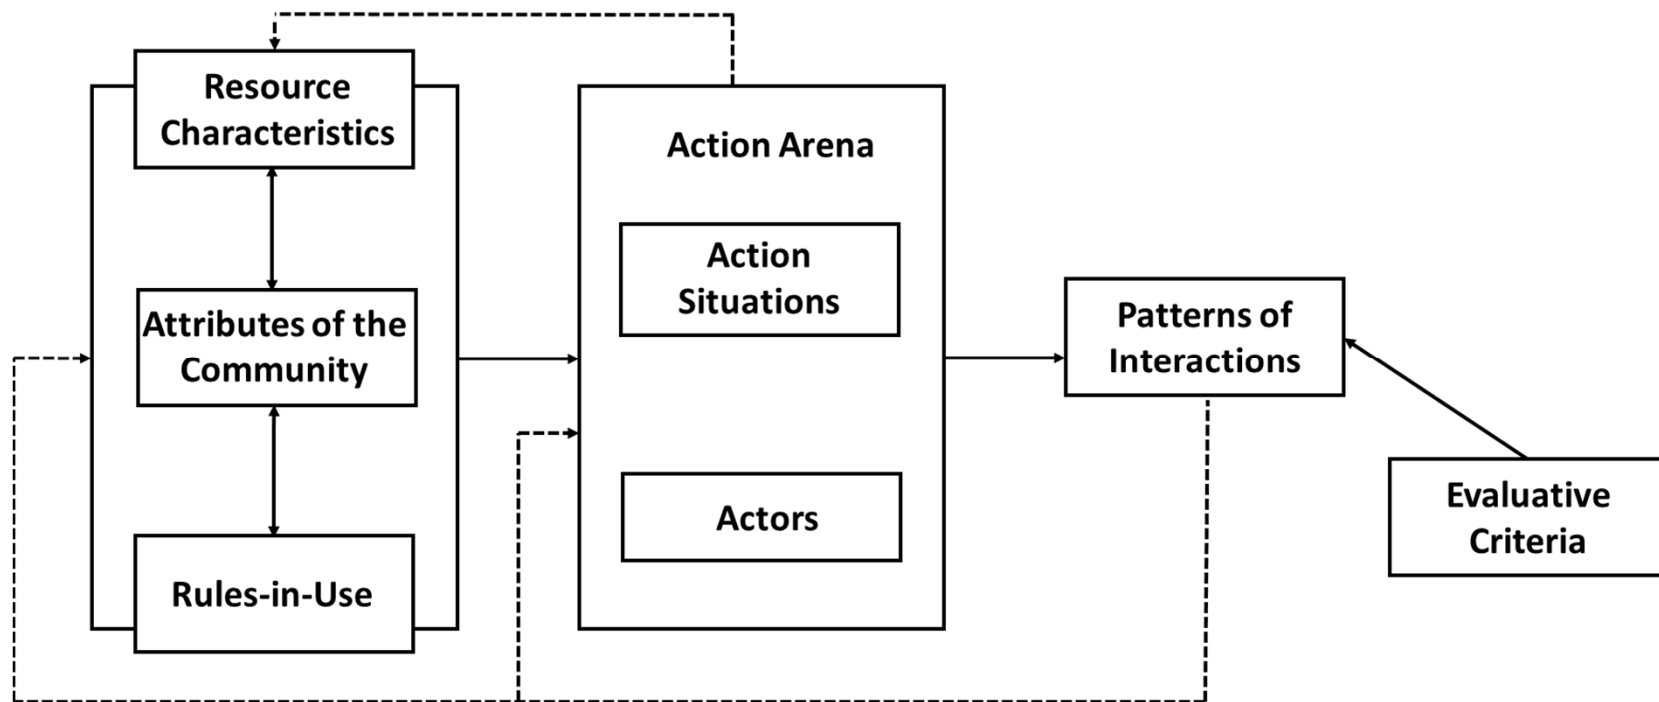 Resource
Characteristics
Attributes of the
Community
Rules-in-Use
Action Arena
Action
Situations
Actors
Patterns of
Interactions
Evaluative
Criteria